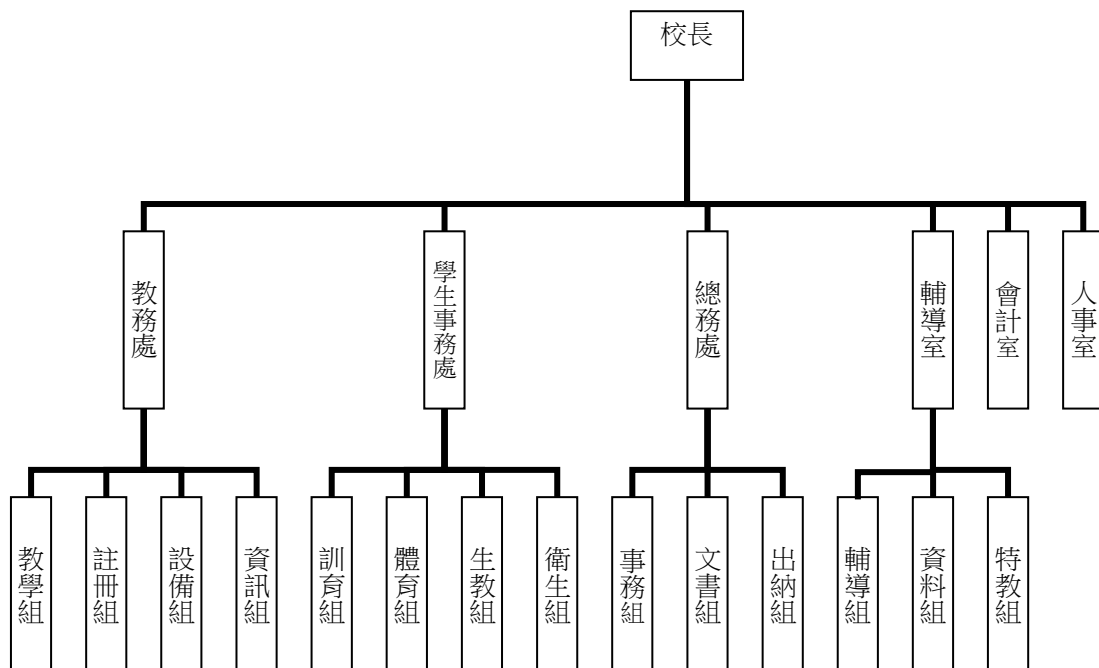 校長
教務處
學生事務處
總務處
輔導室
會計室
人事室
教學組
註冊組
設備組
資訊組
訓育組
體育組
生教組
衛生組
事務組
文書組
出納組
輔導組
資料組
特教組